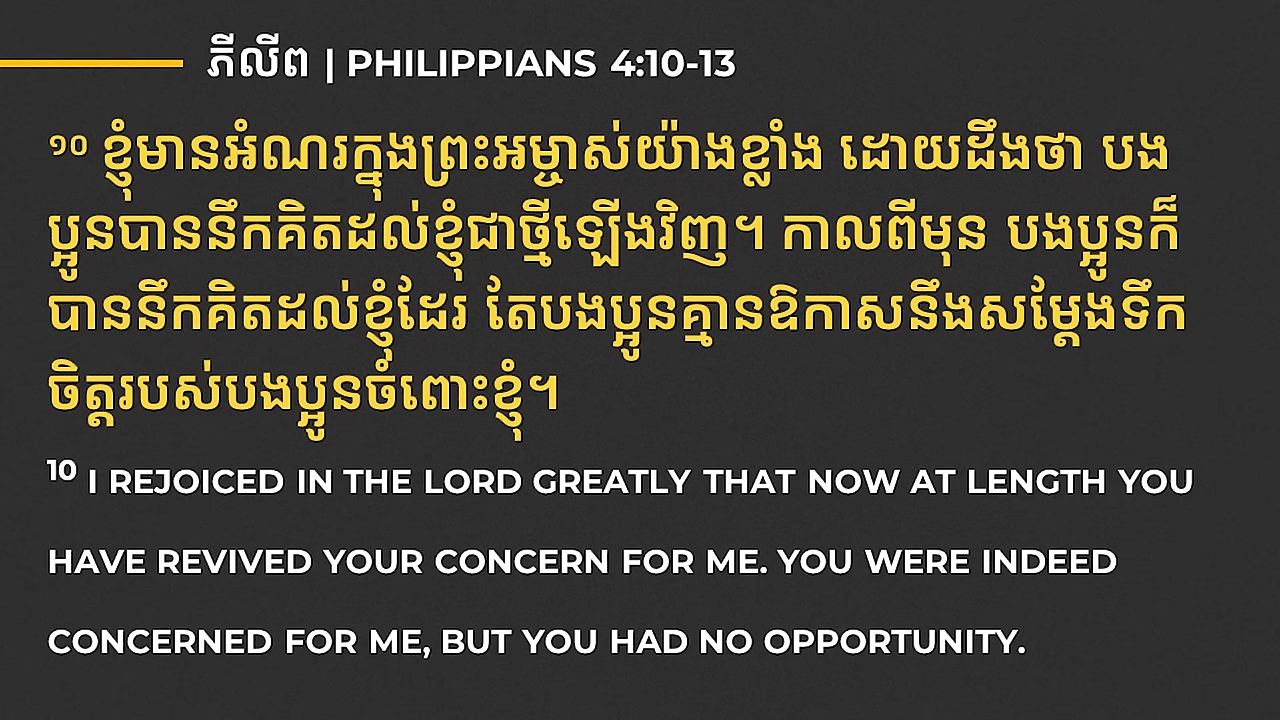 ភីលីព | PHILIPPIANS 4:10-13
១០ ខ្ញុំមានអំណរក្នុងព្រះអម្ចាស់យ៉ាងខ្លាំង ដោយដឹងថា បង
ប្អូនបាននឹកគិតដល់ខ្ញុំជាថ្មីឡើងវិញ។ កាលពីមុន បងប្អូនក៏
បាននឹកគិតដល់ខ្ញុំដែរ តែបងប្អូនគ្មានឱកាសនឹងសម្ដែងទឹក
ចិត្តរបស់បងប្អូនចំពោះខ្ញុំ។
10 I REJOICED IN THE LORD GREATLY THAT NOW AT LENGTH YOU
HAVE REVIVED YOUR CONCERN FOR ME. YOU WERE INDEED
CONCERNED FOR ME, BUT YOU HAD NO OPPORTUNITY.